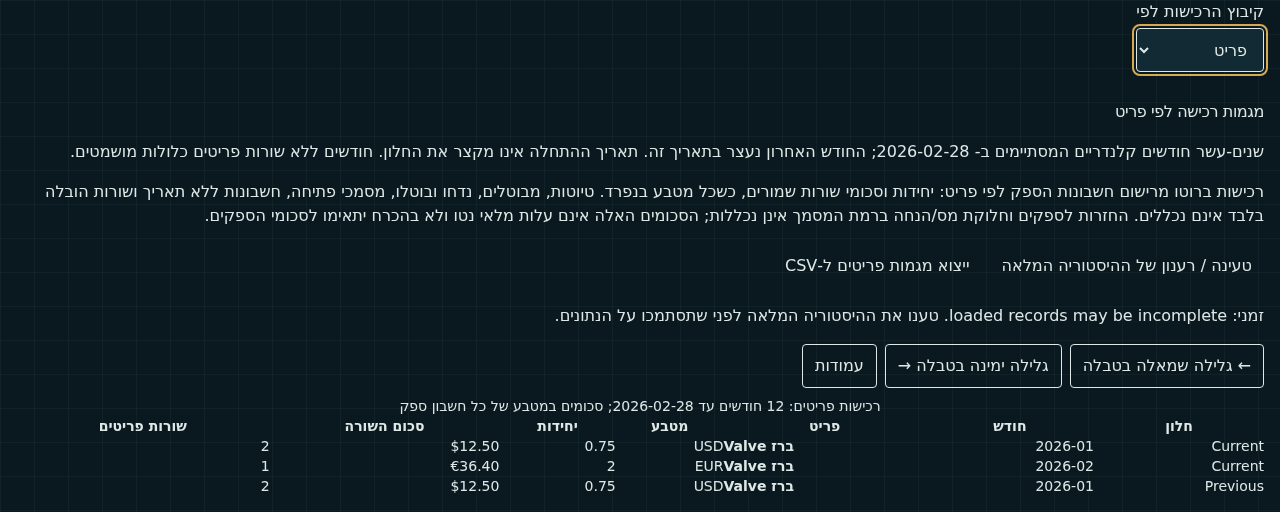 קיבוץ הרכישות לפי
פריט
מגמות רכישה לפי פריט
שנים-עשר חודשים קלנדריים המסתיימים ב- 2026-02-28; החודש האחרון נעצר בתאריך זה. תאריך ההתחלה אינו מקצר את החלון. חודשים ללא שורות פריטים כלולות מושמטים.
רכישות ברוטו מרישום חשבונות הספק לפי פריט: יחידות וסכומי שורות שמורים, כשכל מטבע בנפרד. טיוטות, מבוטלים, נדחו ובוטלו, מסמכי פתיחה, חשבונות ללא תאריך ושורות הובלה
בלבד אינם נכללים. החזרות לספקים וחלוקת מס/הנחה ברמת המסמך אינן נכללות; הסכומים האלה אינם עלות מלאי נטו ולא בהכרח יתאימו לסכומי הספקים.
טעינה / רענון של ההיסטוריה המלאה ייצוא מגמות פריטים ל-CSV
זמני: loaded records may be incomplete. טענו את ההיסטוריה המלאה לפני שתסתמכו על הנתונים.
← גלילה שמאלה בטבלה גלילה ימינה בטבלה → עמודות
רכישות פריטים: 12 חודשים עד 2026-02-28; סכומים במטבע של כל חשבון ספק
חלון חודש פריט מטבע יחידות סכום השורה שורות פריטים
Current 2026-01 ברז Valve USD 0.75 $12.50 2
Current 2026-02 ברז Valve EUR 2 €36.40 1
Previous 2026-01 ברז Valve USD 0.75 $12.50 2